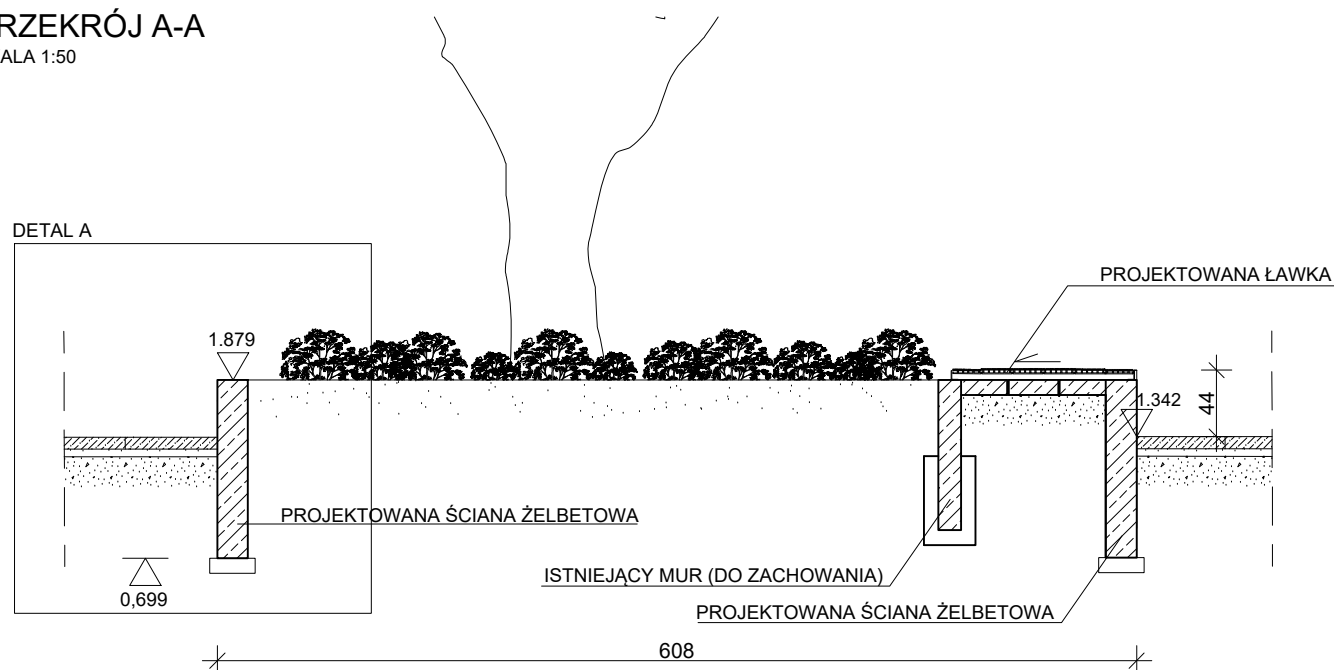 RZEKRÓJ A-A
ALA 1:50
DETAL A
PROJEKTOWANA ŁAWKA
1.879
1.342
44
PROJEKTOWANA ŚCIANA ŻELBETOWA
ISTNIEJĄCY MUR (DO ZACHOWANIA)
0,699
PROJEKTOWANA ŚCIANA ŻELBETOWA
608